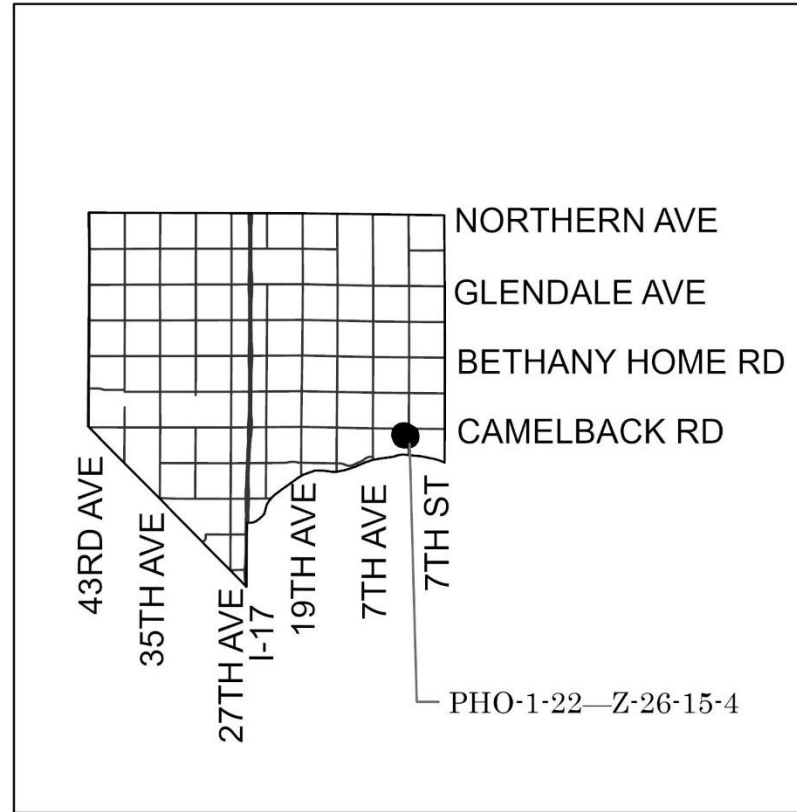 NORTHERN AVE
GLENDALE AVE
BETHANY HOME RD
CAMELBACK RD
43RD AVE
35TH AVE
27TH AVE
I-17
19TH AVE
7TH AVE
7TH ST
PHO-1-22—Z-26-15-4